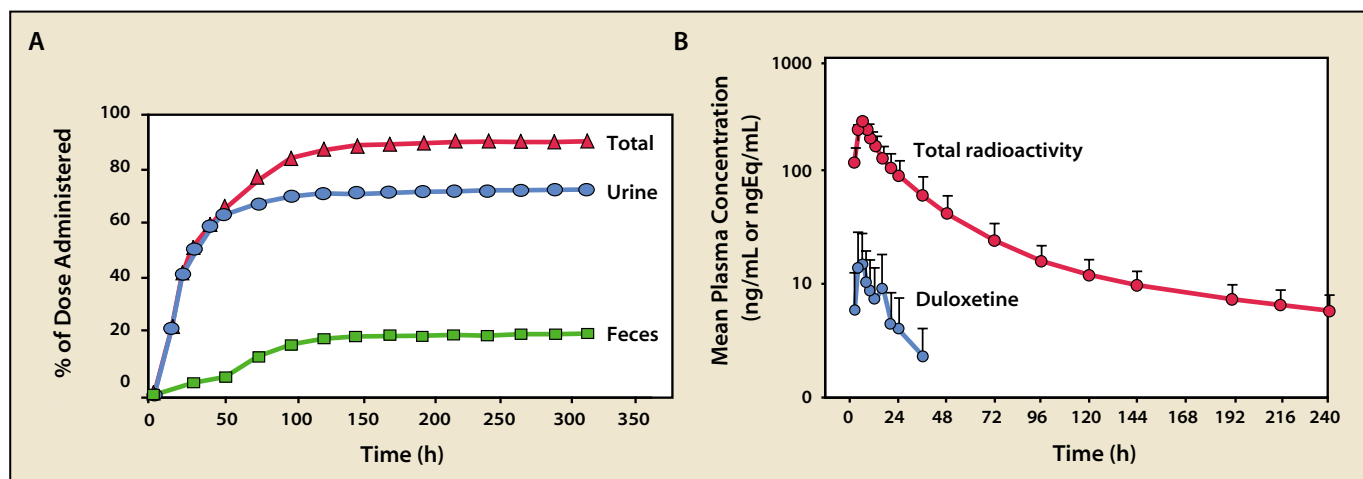 A
% of Dose Administered
100
80
60
40
20
0
Total
Urine
Feces
0 50 100 150 200 250 300 350
Time (h)
B
Mean Plasma Concentration
(ng/mL or ngEq/mL)
1000
100
10
0
Total radioactivity
Duloxetine
0 24 48 72 96 120 144 168 192 216 240
Time (h)